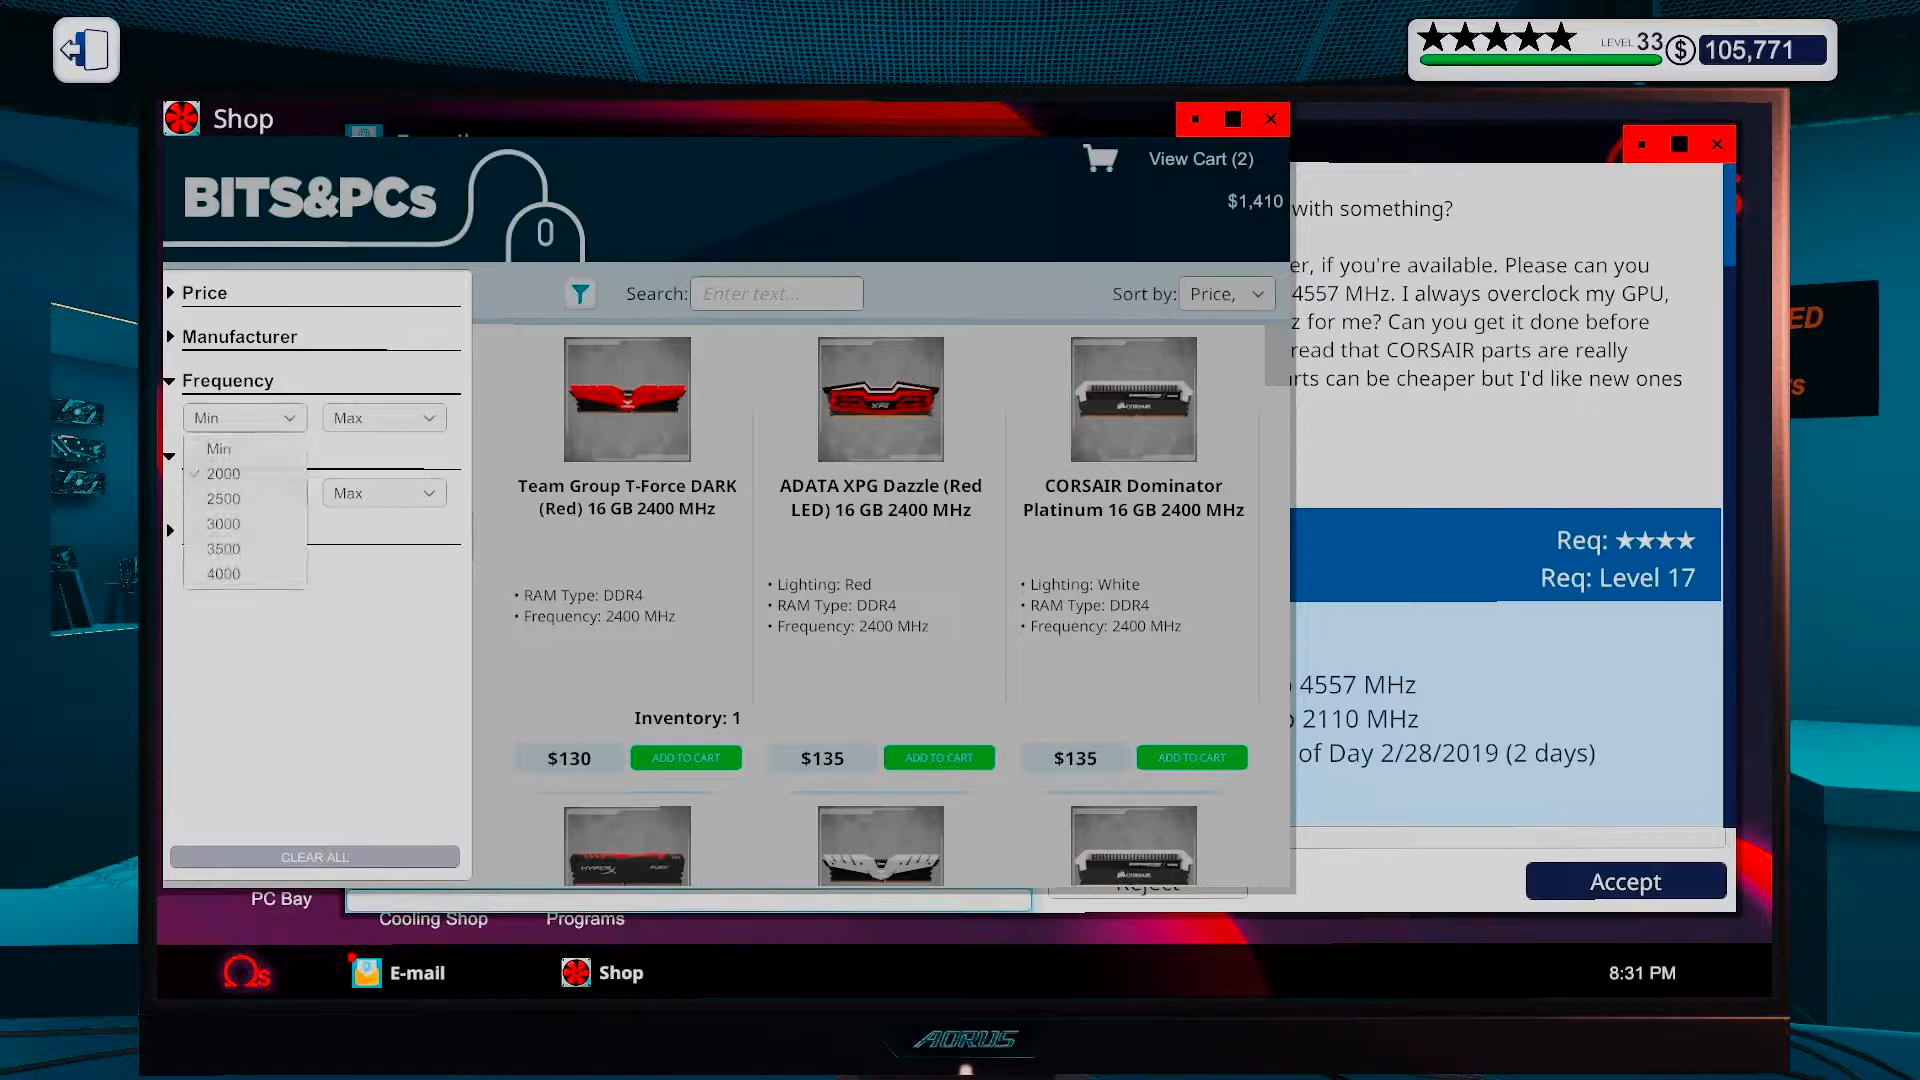 LEVEL 33
105,771
Shop
View Cart (2)
BITS&PCs
$1,410
with something?
er, if you're available. Please can you
4557 MHz. I always overclock my GPU,
z for me? Can you get it done before
read that CORSAIR parts are really
rts can be cheaper but I'd like new ones
Price
Manufacturer
Frequency
Min
Max
Min
2000
2500
3000
3500
4000
Max
CLEAR ALL
Search:
Enter text...
Sort by:
Price,
CORSAIR
Team Group T-Force DARK
(Red) 16 GB 2400 MHz
• RAM Type: DDR4
• Frequency: 2400 MHz
Inventory: 1
$130
ADD TO CART
ADATA XPG Dazzle (Red
LED) 16 GB 2400 MHz
• Lighting: Red
• RAM Type: DDR4
• Frequency: 2400 MHz
$135
ADD TO CART
CORSAIR Dominator
Platinum 16 GB 2400 MHz
• Lighting: White
• RAM Type: DDR4
• Frequency: 2400 MHz
$135
ADD TO CART
HYPERX
FURY
CORSAIR
Req: ★★★★
Req: Level 17
4557 MHz
2110 MHz
of Day 2/28/2019 (2 days)
Reject
Accept
PC Bay
Cooling Shop
Programs
Ωs
E-mail
Shop
8:31 PM
AORUS
ED